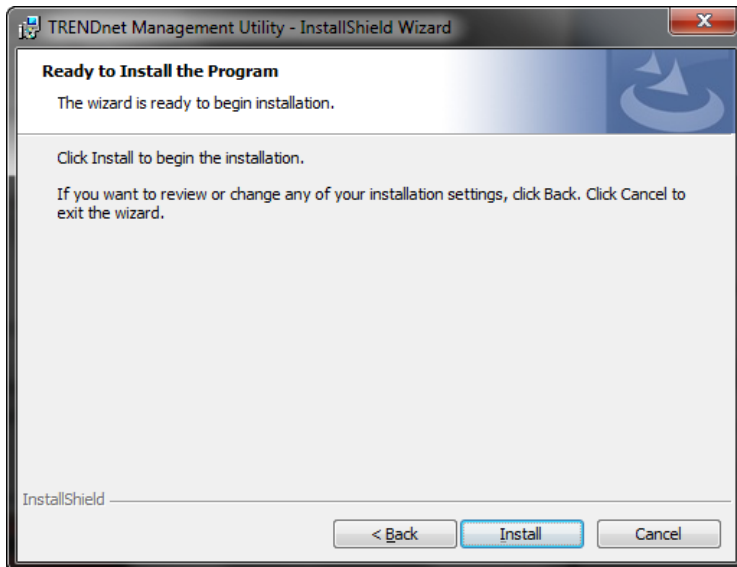 TRENDnet Management Utility - InstallShield Wizard
Ready to Install the Program
The wizard is ready to begin installation.
Click Install to begin the installation.
If you want to review or change any of your installation settings, click Back. Click Cancel to
exit the wizard.
InstallShield
< Back
Install
Cancel